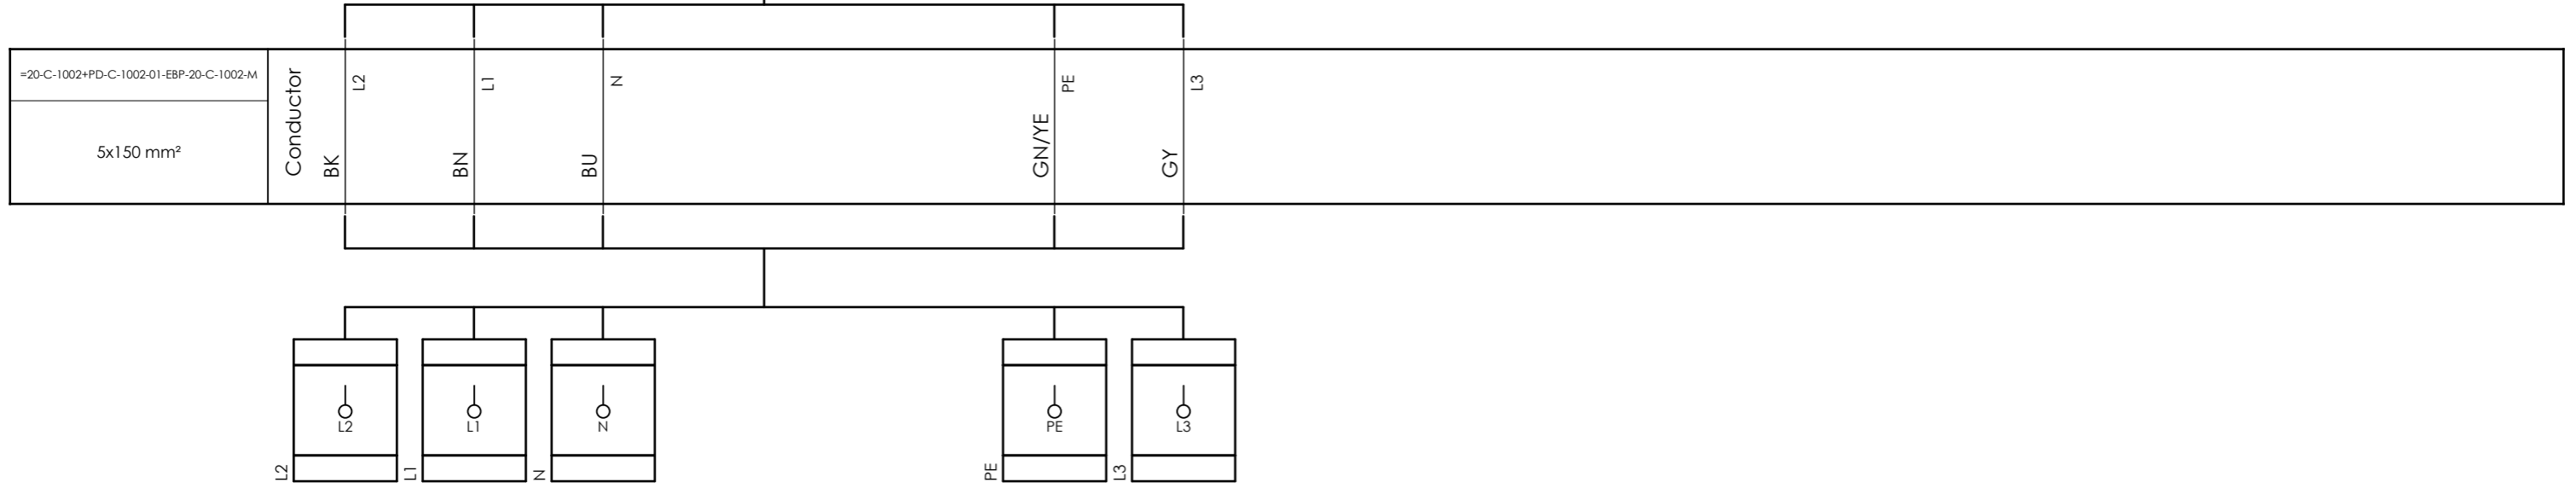 =20-C-1002+PD-C-1002-01-EBP-20-C-1002-M
5x150 mm²
Conductor
BK
L2
BN
L1
BU
N
GN/YE
PE
GY
L3
L2
L1
N
PE
L3
L2
L1
N
PE
L3